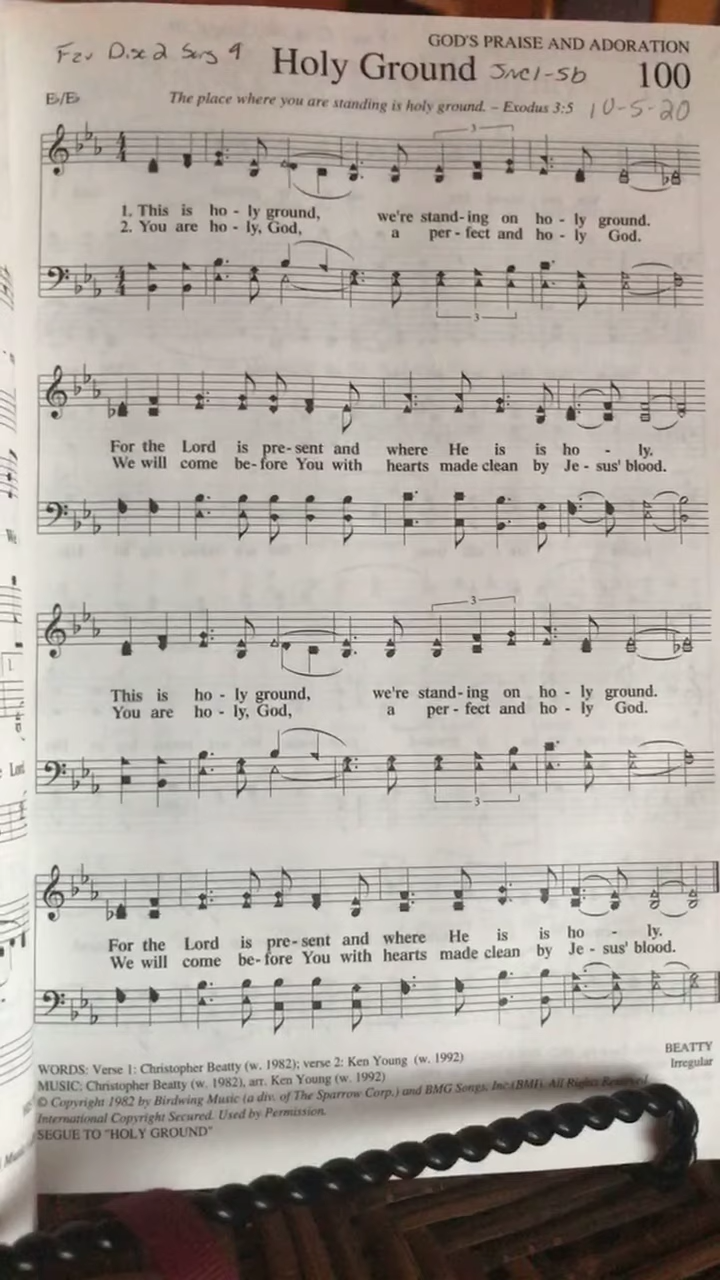 GOD'S PRAISE AND ADORATION
Disc 2 Song 9
Holy Ground
100
E♭/E♭
The place where you are standing is holy ground. – Exodus 3:5
10-5-20
3
1. This is ho - ly ground, we're stand-ing on ho - ly ground.
2. You are ho - ly, God, a per - fect and ho - ly God.
3
For the Lord is pre-sent and where He is is ho - ly.
We will come be-fore You with hearts made clean by Je - sus' blood.
3
This is ho - ly ground, we're stand-ing on ho - ly ground.
You are ho - ly, God, a per - fect and ho - ly God.
3
For the Lord is pre-sent and where He is is ho - ly.
We will come be-fore You with hearts made clean by Je - sus' blood.
WORDS: Verse 1: Christopher Beatty (w. 1982); verse 2: Ken Young (w. 1992)
BEATTY
MUSIC: Christopher Beatty (w. 1982), arr. Ken Young (w. 1992)
Irregular
© Copyright 1982 by Birdwing Music (a div. of The Sparrow Corp.) and BMG Songs, Inc.(BMI). All Rights Reserved.
International Copyright Secured. Used by Permission.
SEGUE TO "HOLY GROUND"